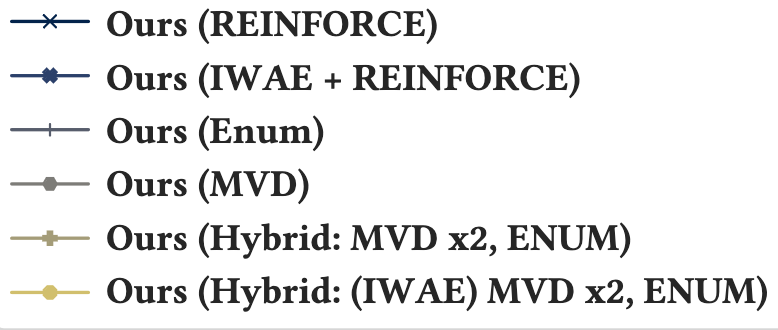 Ours (REINFORCE)
Ours (IWAE + REINFORCE)
Ours (Enum)
Ours (MVD)
Ours (Hybrid: MVD x2, ENUM)
Ours (Hybrid: (IWAE) MVD x2, ENUM)